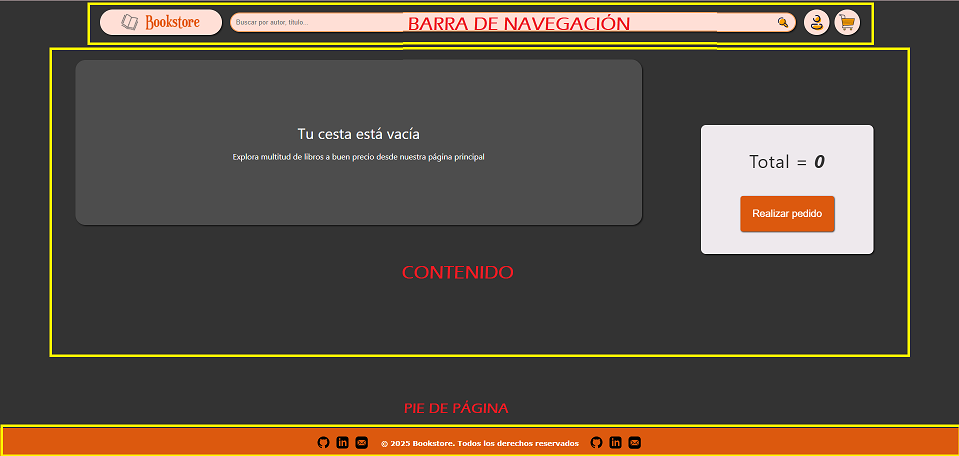 Bookstore
Buscar por autor, título...
BARRA DE NAVEGACIÓN
Tu cesta está vacía
Explora multitud de libros a buen precio desde nuestra página principal
Total = 0
Realizar pedido
CONTENIDO
PIE DE PÁGINA
© 2025 Bookstore. Todos los derechos reservados